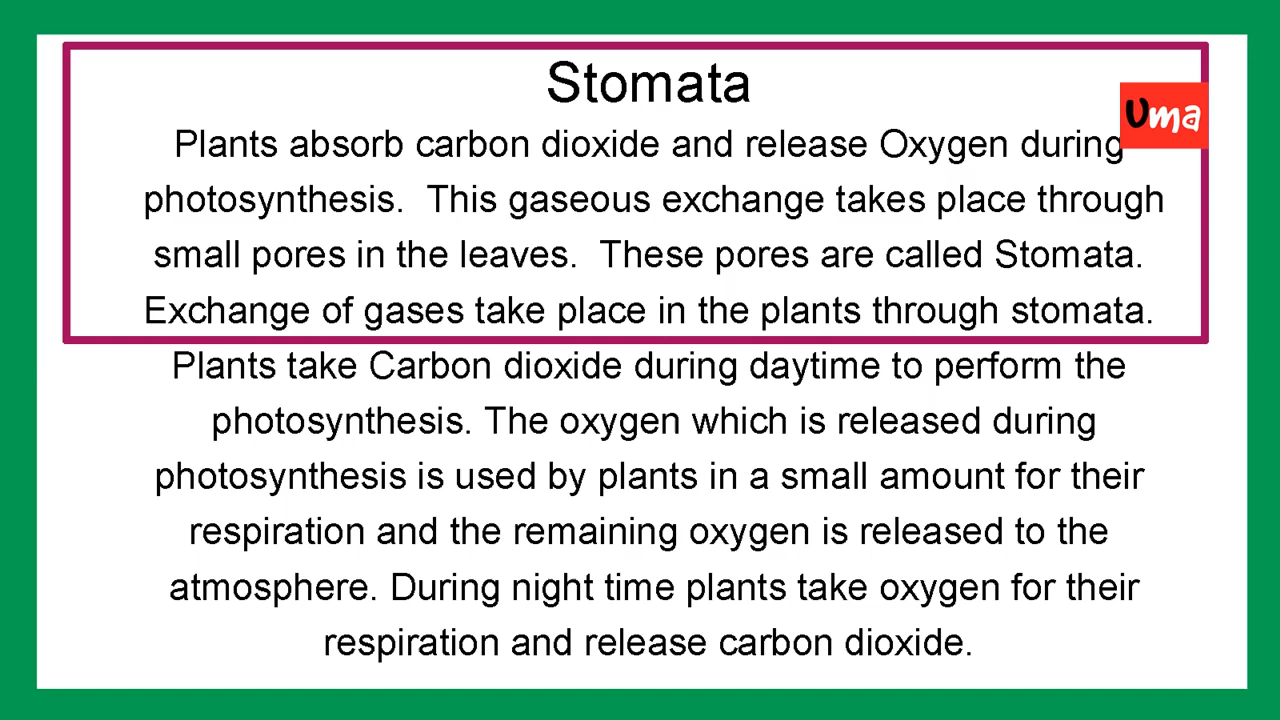 Stomata
Uma
Plants absorb carbon dioxide and release Oxygen during
photosynthesis.  This gaseous exchange takes place through
small pores in the leaves.  These pores are called Stomata.
Exchange of gases take place in the plants through stomata.
Plants take Carbon dioxide during daytime to perform the
photosynthesis. The oxygen which is released during
photosynthesis is used by plants in a small amount for their
respiration and the remaining oxygen is released to the
atmosphere. During night time plants take oxygen for their
respiration and release carbon dioxide.